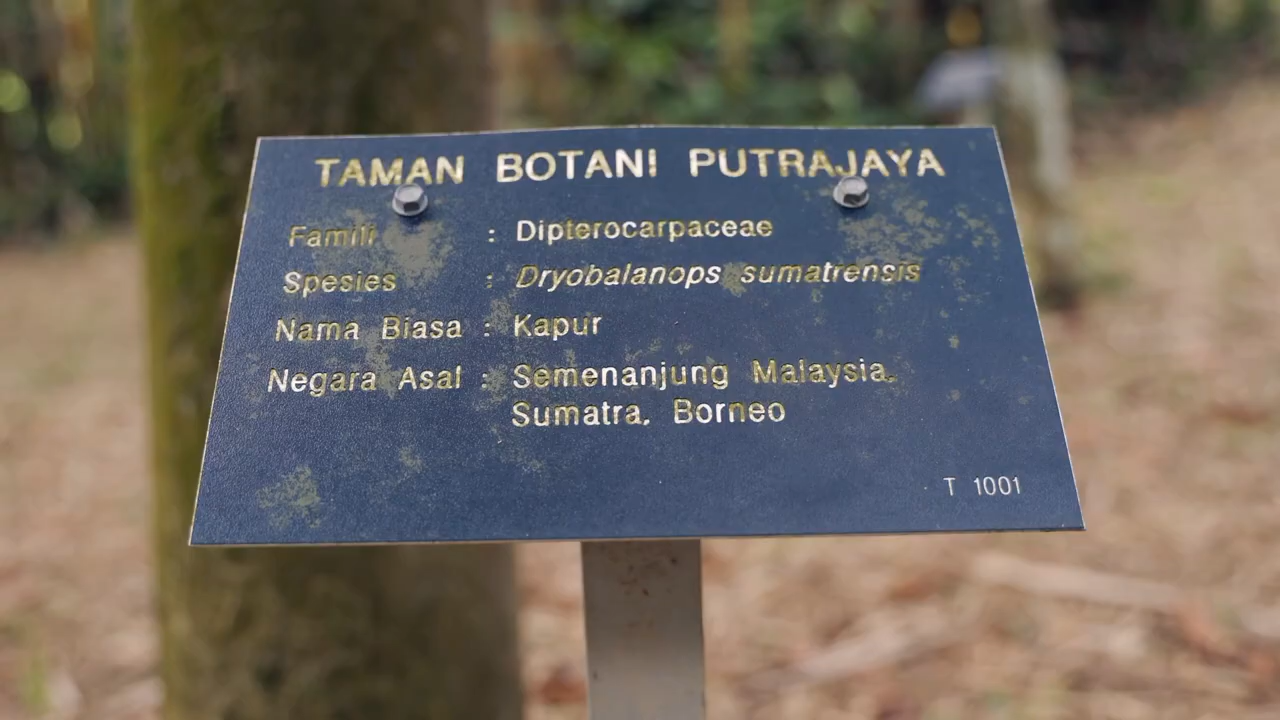 TAMAN BOTANI PUTRAJAYA
Famili : Dipterocarpaceae
Spesies : Dryobalanops sumatrensis
Nama Biasa : Kapur
Negara Asal : Semenanjung Malaysia,
Sumatra, Borneo
T 1001